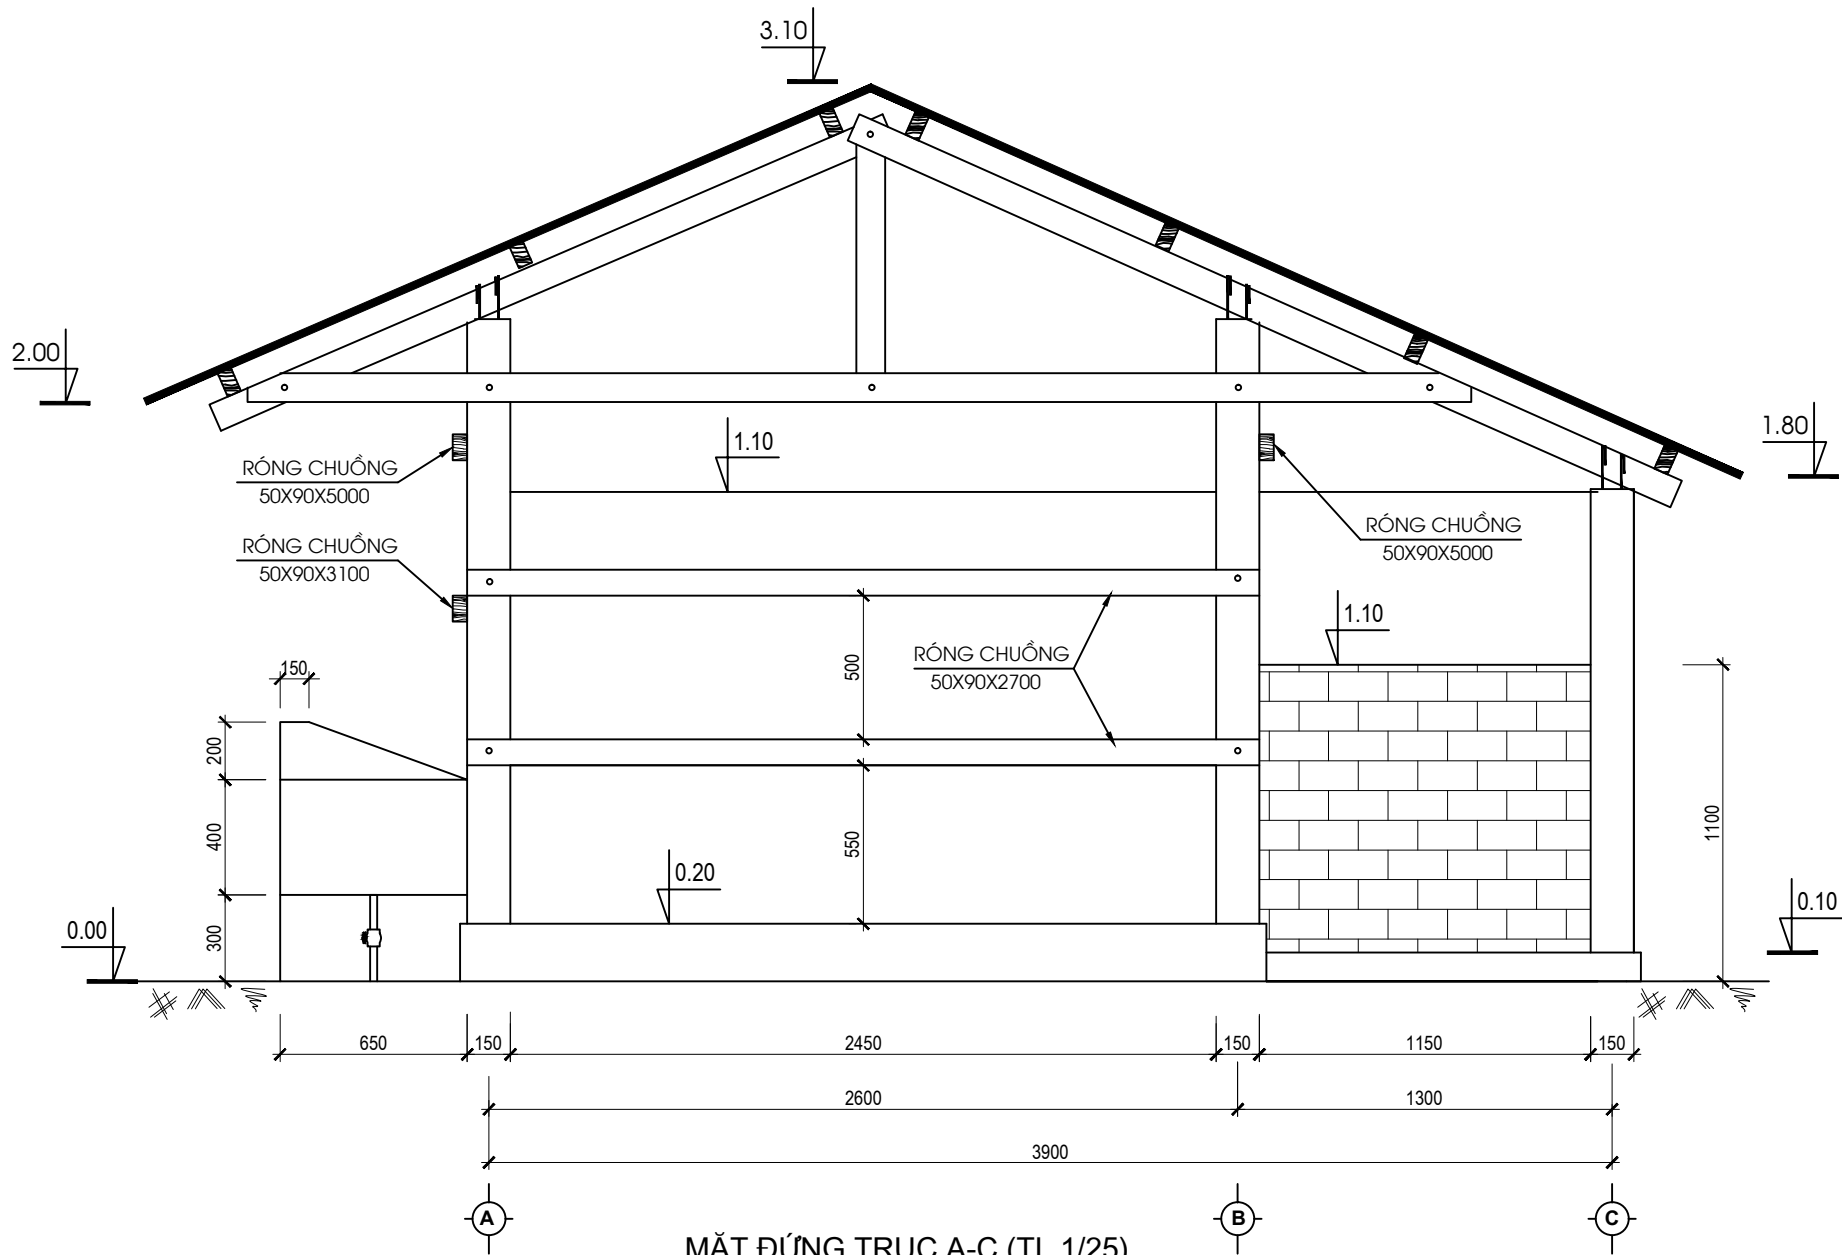 3.10
2.00
1.80
1.10
RÓNG CHUỒNG
50X90X5000
RÓNG CHUỒNG
50X90X5000
RÓNG CHUỒNG
50X90X3100
1.10
RÓNG CHUỒNG
50X90X2700
500
150
200
400
300
550
1100
0.20
0.00
0.10
650
150
2450
150
1150
150
2600
1300
3900
A
B
C
MẶT ĐỨNG TRỤC A-C (TL 1/25)